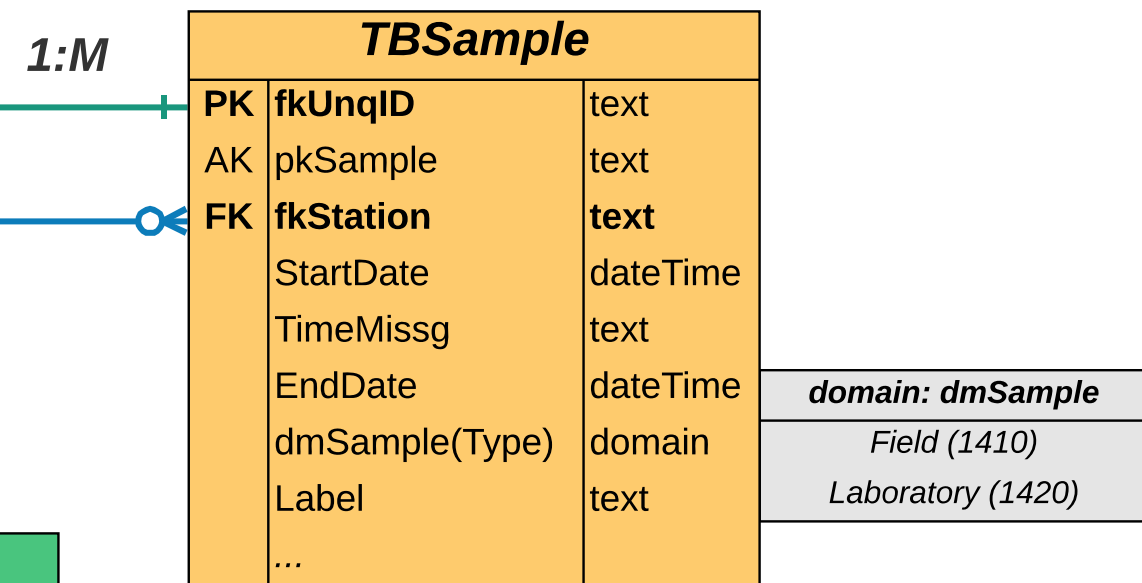 1:M
TBSample
PK fkUnqID text
AK pkSample text
FK fkStation text
StartDate dateTime
TimeMissg text
EndDate dateTime
dmSample(Type) domain
Label text
...
domain: dmSample
Field (1410)
Laboratory (1420)